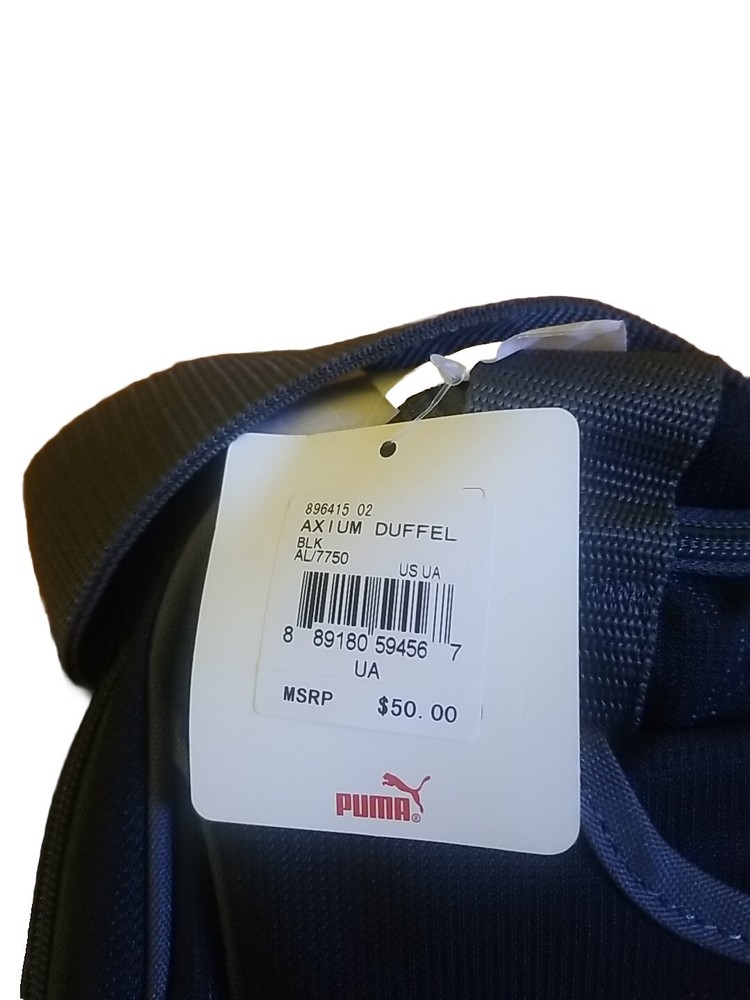 896415 02
AXIUM DUFFEL
BLK
AL/7750 US UA
8 89180 59456 7
UA
MSRP $50.00
PUMA®